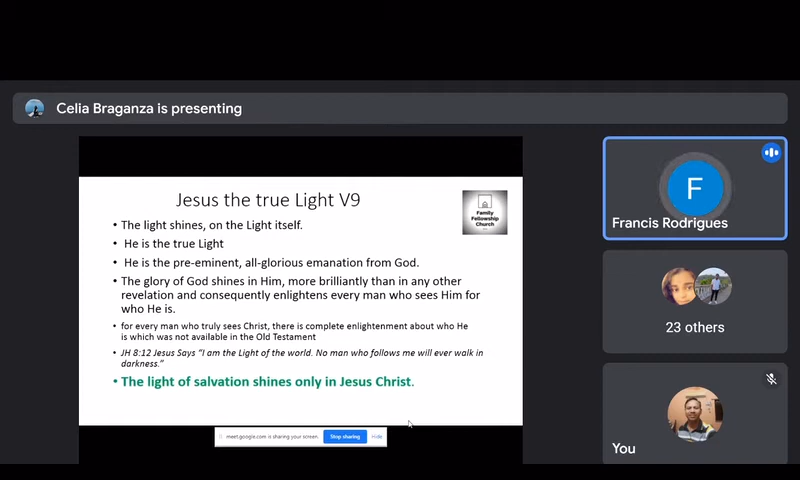 Celia Braganza is presenting
Jesus the true Light V9
Family
Fellowship
Church
• The light shines, on the Light itself.
• He is the true Light
• He is the pre-eminent, all-glorious emanation from God.
• The glory of God shines in Him, more brilliantly than in any other
revelation and consequently enlightens every man who sees Him for
who He is.
• for every man who truly sees Christ, there is complete enlightenment about who He
is which was not available in the Old Testament
• JH 8:12 Jesus Says “I am the Light of the world. No man who follows me will ever walk in
darkness.”
• The light of salvation shines only in Jesus Christ.
meet.google.com is sharing your screen.
Stop sharing
Hide
F
Francis Rodrigues
23 others
You